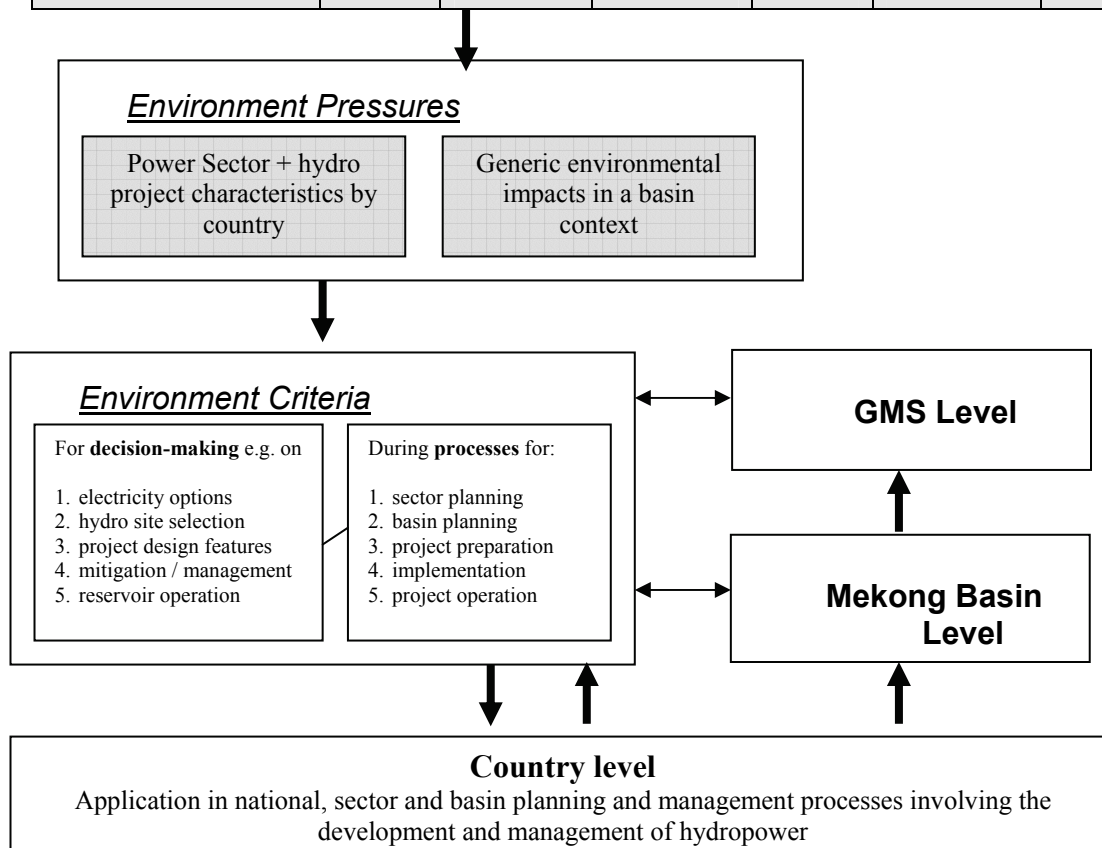 Environment Pressures
Power Sector + hydro
project characteristics by
country
Generic environmental
impacts in a basin
context
Environment Criteria
For decision-making e.g. on
1. electricity options
2. hydro site selection
3. project design features
4. mitigation / management
5. reservoir operation
During processes for:
1. sector planning
2. basin planning
3. project preparation
4. implementation
5. project operation
GMS Level
Mekong Basin
Level
Country level
Application in national, sector and basin planning and management processes involving the
development and management of hydropower